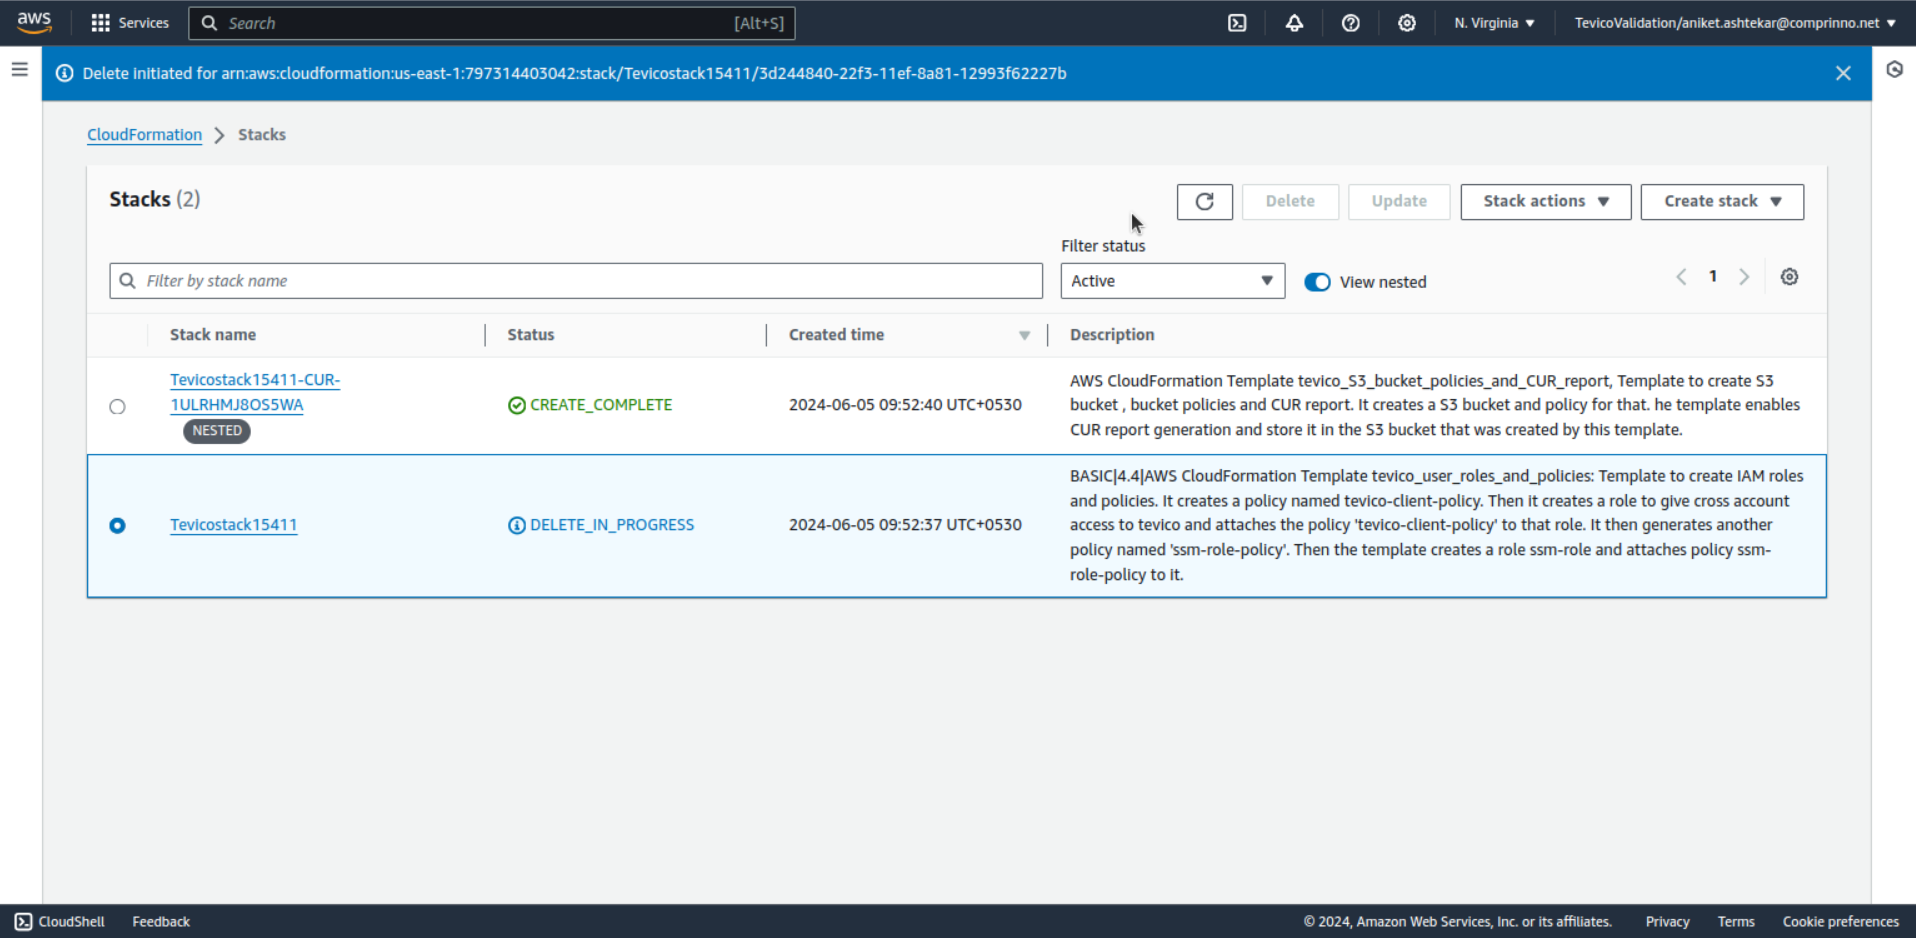 aws
Services
Search
[Alt+S]
N. Virginia
TevicoValidation/aniket.ashtekar@comprinno.net
Delete initiated for arn:aws:cloudformation:us-east-1:797314403042:stack/Tevicostack15411/3d244840-22f3-11ef-8a81-12993f62227b
CloudFormation
Stacks
Stacks (2)
Delete
Update
Stack actions
Create stack
Filter status
Filter by stack name
Active
View nested
1
Stack name
Status
Created time
Description
Tevicostack15411-CUR-
1ULRHMJ8OS5WA
NESTED
CREATE_COMPLETE
2024-06-05 09:52:40 UTC+0530
AWS CloudFormation Template tevico_S3_bucket_policies_and_CUR_report, Template to create S3
bucket , bucket policies and CUR report. It creates a S3 bucket and policy for that. he template enables
CUR report generation and store it in the S3 bucket that was created by this template.
Tevicostack15411
DELETE_IN_PROGRESS
2024-06-05 09:52:37 UTC+0530
BASIC|4.4|AWS CloudFormation Template tevico_user_roles_and_policies: Template to create IAM roles
and policies. It creates a policy named tevico-client-policy. Then it creates a role to give cross account
access to tevico and attaches the policy 'tevico-client-policy' to that role. It then generates another
policy named 'ssm-role-policy'. Then the template creates a role ssm-role and attaches policy ssm-
role-policy to it.
CloudShell
Feedback
© 2024, Amazon Web Services, Inc. or its affiliates.
Privacy
Terms
Cookie preferences